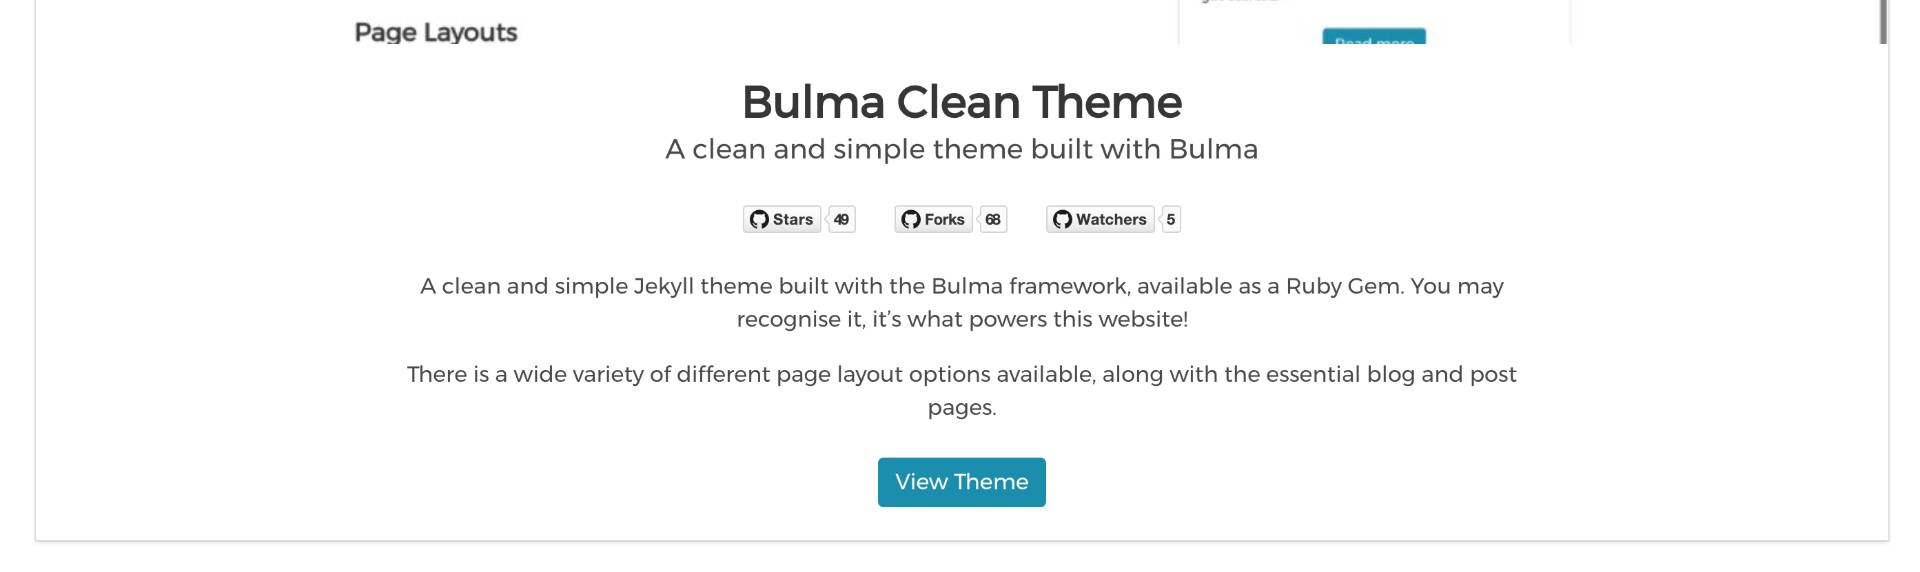 Page Layouts
Read more
Bulma Clean Theme
A clean and simple theme built with Bulma
Stars 49 Forks 68 Watchers 5
A clean and simple Jekyll theme built with the Bulma framework, available as a Ruby Gem. You may
recognise it, it’s what powers this website!
There is a wide variety of different page layout options available, along with the essential blog and post
pages.
View Theme